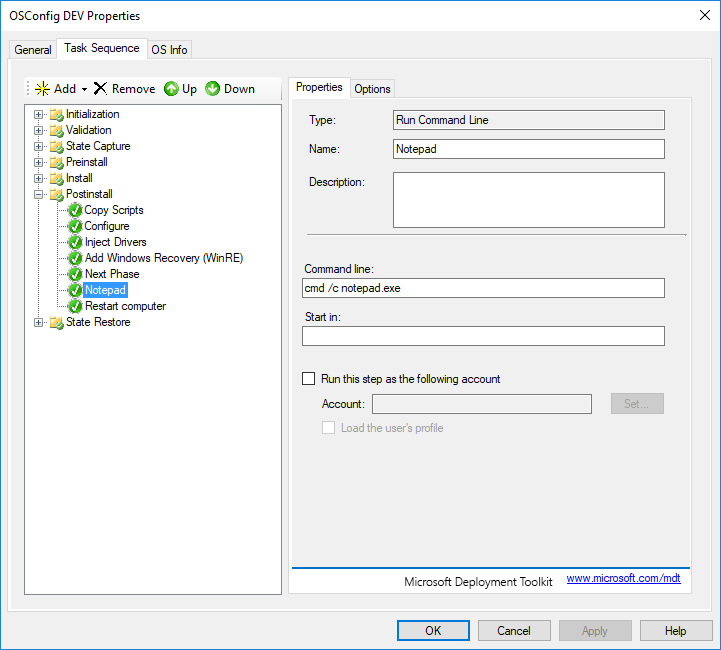 OSConfig DEV Properties
General Task Sequence OS Info
Add Remove Up Down
Initialization
Validation
State Capture
Preinstall
Install
Postinstall
Copy Scripts
Configure
Inject Drivers
Add Windows Recovery (WinRE)
Next Phase
Notepad
Restart computer
State Restore
Properties Options
Type: Run Command Line
Name: Notepad
Description:
Command line:
cmd /c notepad.exe
Start in:
Run this step as the following account
Account: Set...
Load the user's profile
Microsoft Deployment Toolkit www.microsoft.com/mdt
OK Cancel Apply Help